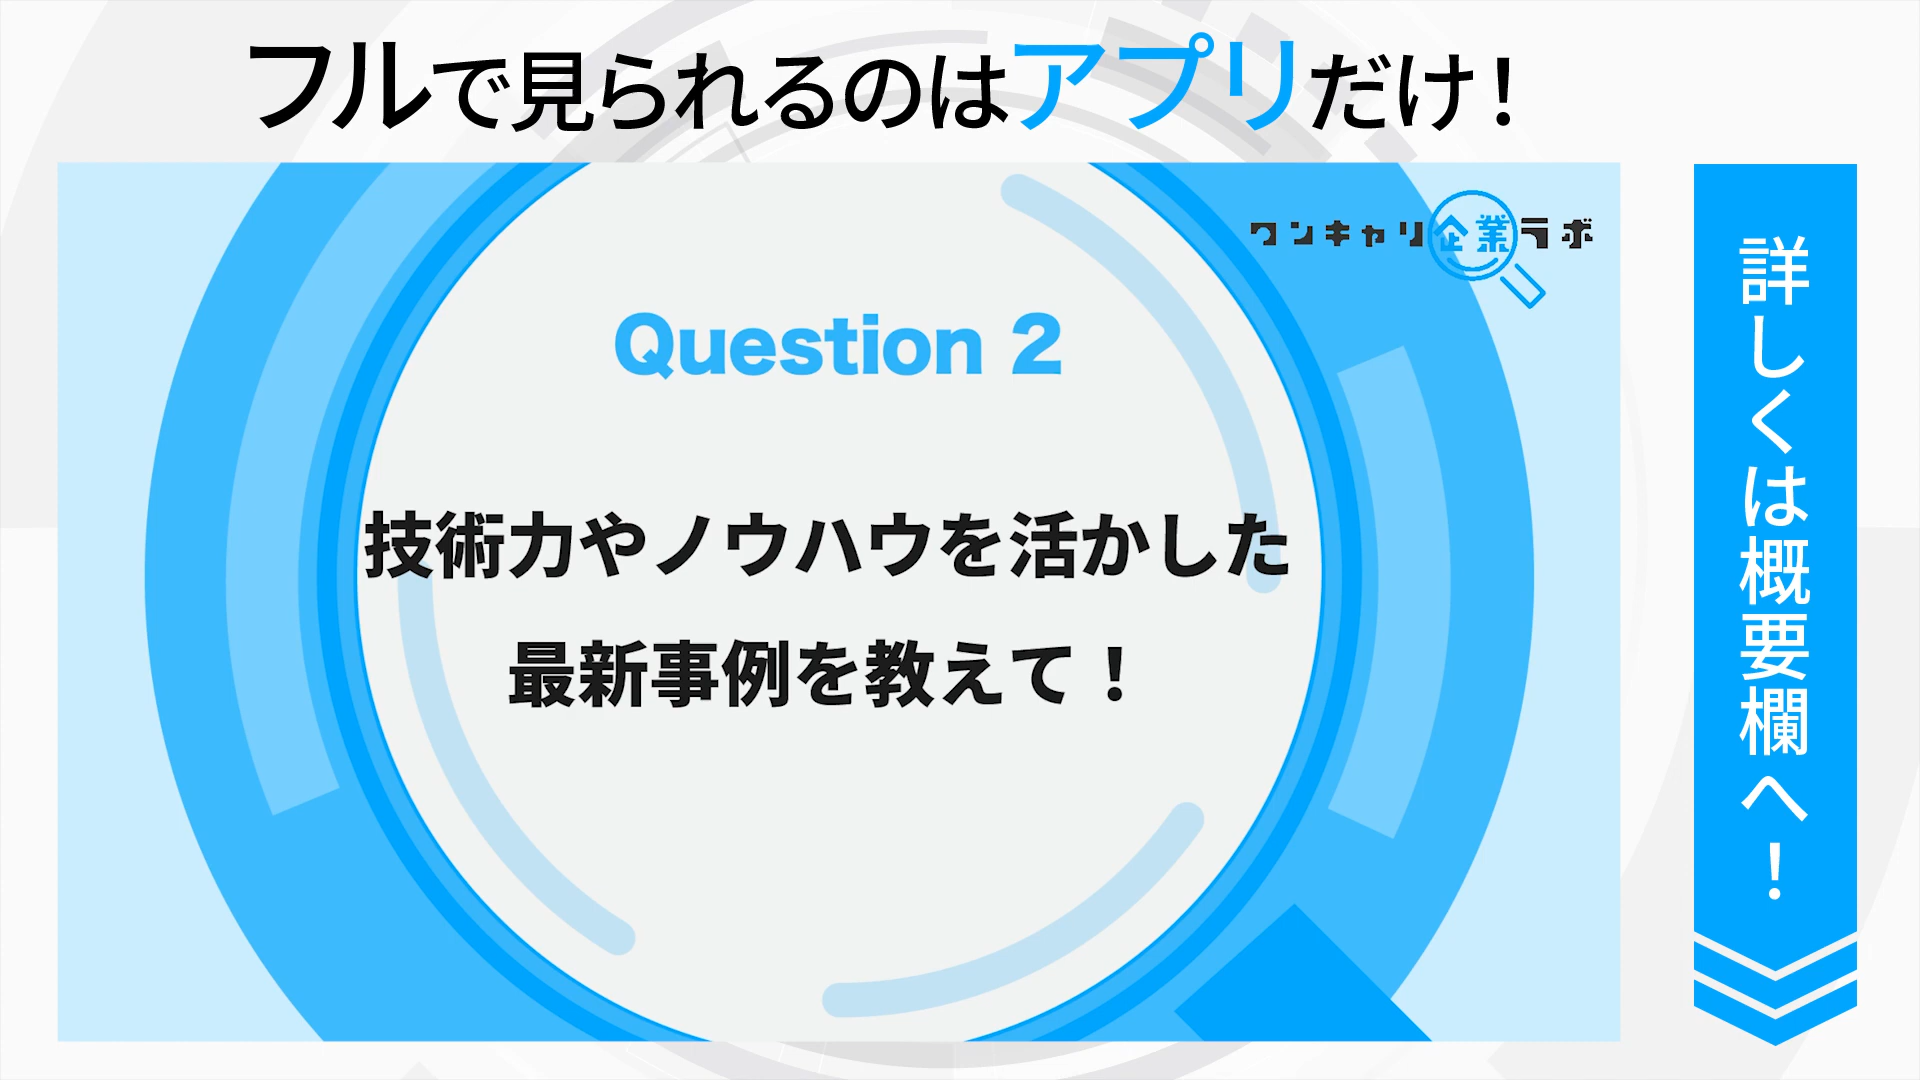 フルで見られるのはアプリだけ！
ワンキャリ企業ラボ
Question 2
技術力やノウハウを活かした
最新事例を教えて！
詳しくは概要欄へ！